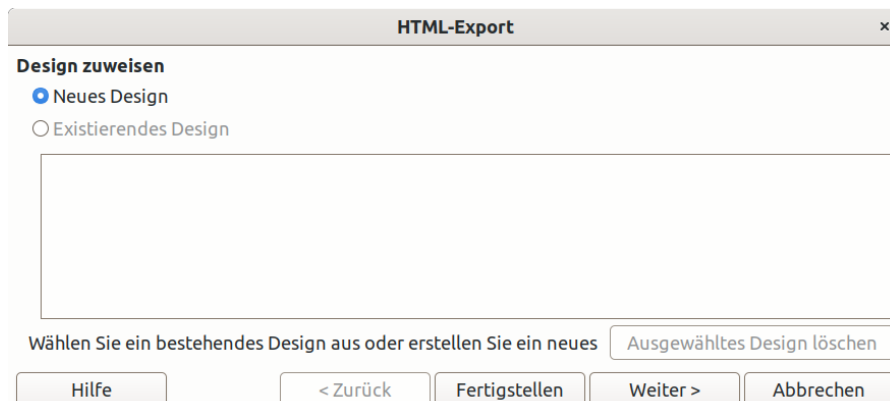 HTML-Export ×
Design zuweisen
Neues Design
Existierendes Design
Wählen Sie ein bestehendes Design aus oder erstellen Sie ein neues Ausgewähltes Design löschen
Hilfe < Zurück Fertigstellen Weiter > Abbrechen